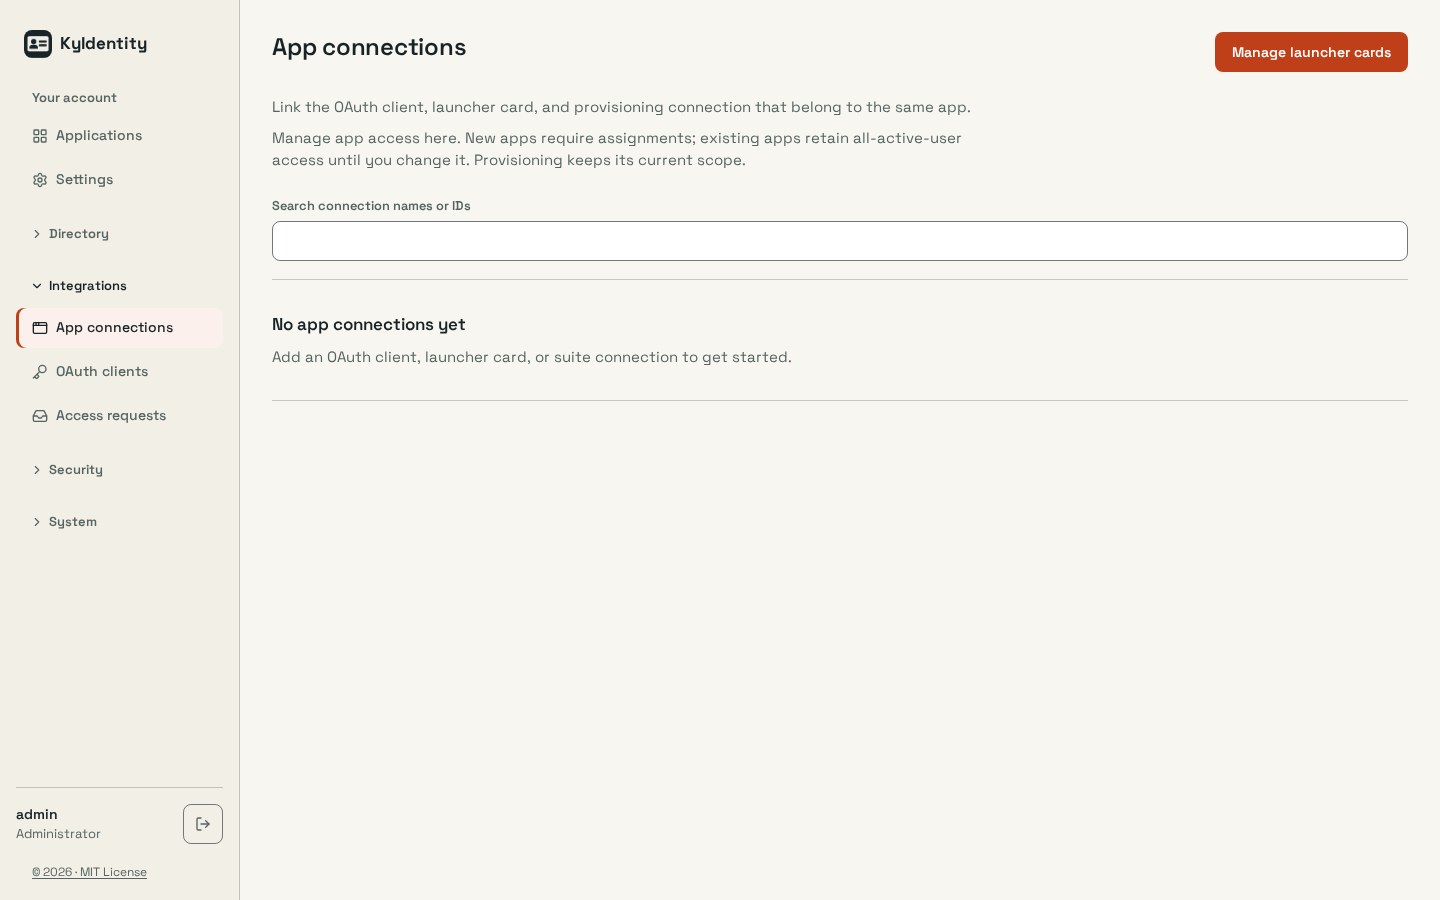 KyIdentity
Your account
Applications
Settings
Directory
Integrations
App connections
OAuth clients
Access requests
Security
System
admin
Administrator
© 2026 · MIT License
App connections
Manage launcher cards
Link the OAuth client, launcher card, and provisioning connection that belong to the same app.
Manage app access here. New apps require assignments; existing apps retain all-active-user
access until you change it. Provisioning keeps its current scope.
Search connection names or IDs
No app connections yet
Add an OAuth client, launcher card, or suite connection to get started.